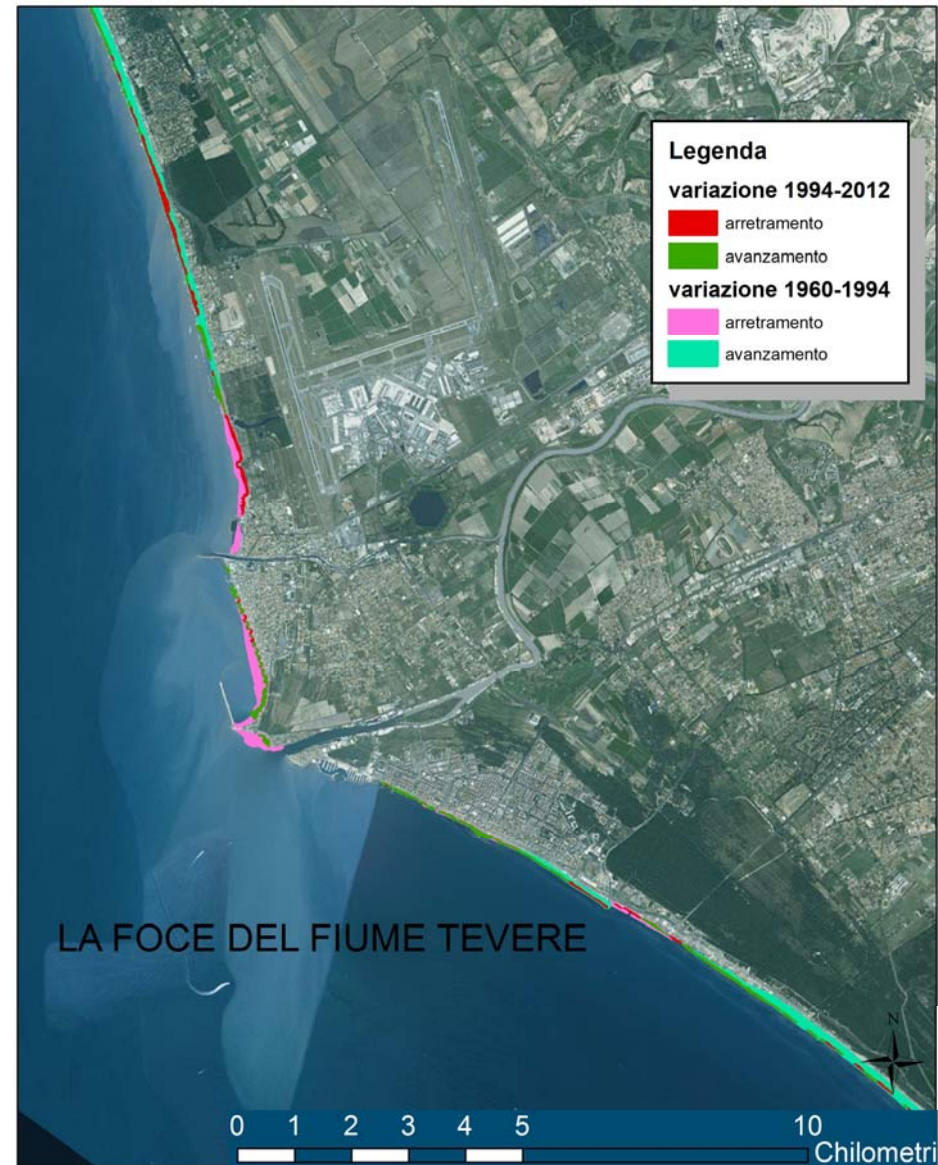 Legenda
variazione 1994-2012
arretramento
avanzamento
variazione 1960-1994
arretramento
avanzamento
LA FOCE DEL FIUME TEVERE
N
0 1 2 3 4 5 10
Chilometri